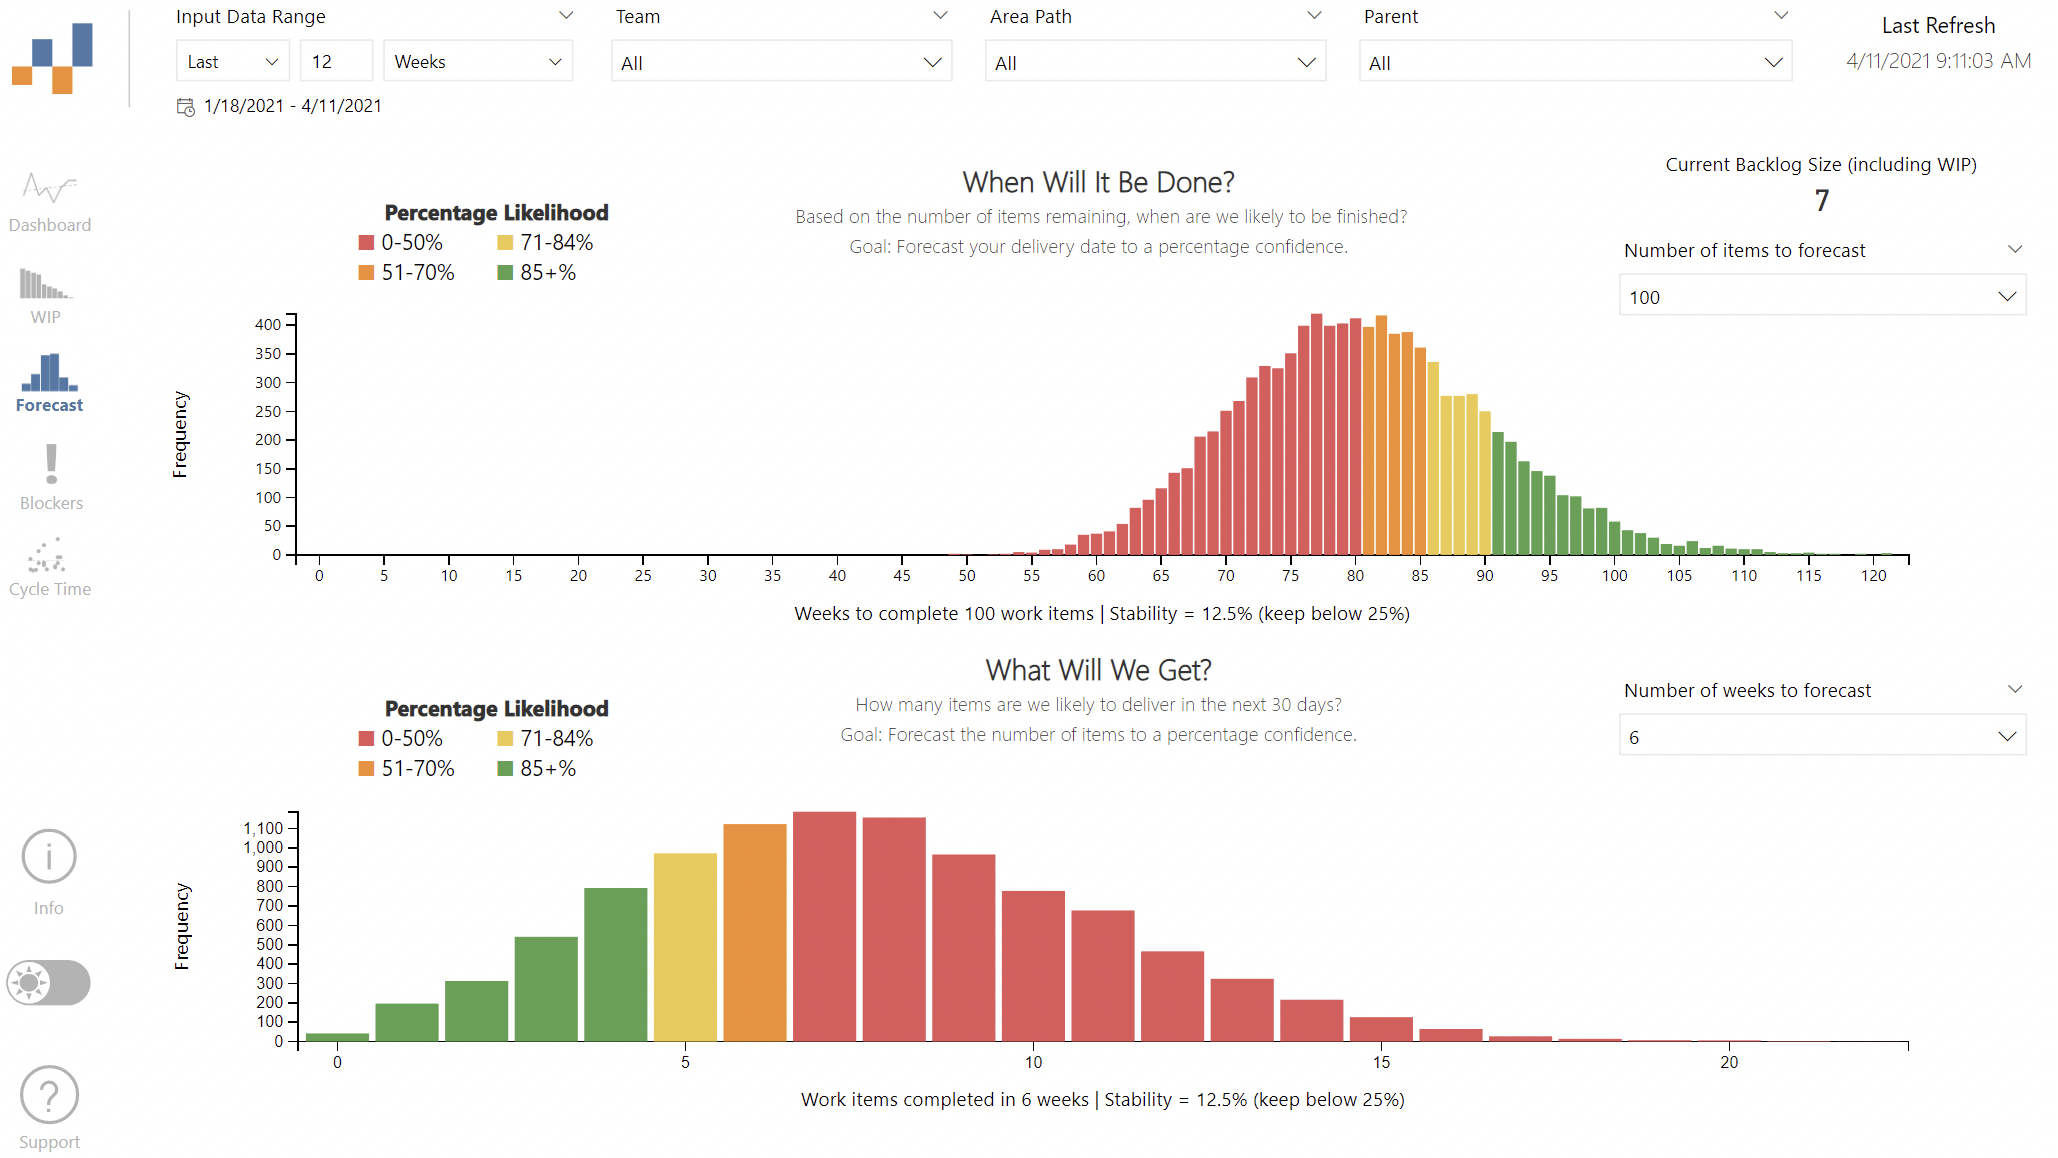 Input Data Range
Team
Area Path
Parent
Last Refresh
Last
12
Weeks
All
All
All
4/11/2021 9:11:03 AM
1/18/2021 - 4/11/2021
Dashboard
WIP
Forecast
Blockers
Cycle Time
Info
Support
When Will It Be Done?
Based on the number of items remaining, when are we likely to be finished?
Goal: Forecast your delivery date to a percentage confidence.
Percentage Likelihood
0-50%
71-84%
51-70%
85+%
Current Backlog Size (including WIP)
7
Number of items to forecast
100
Frequency
400
350
300
250
200
150
100
50
0
0 5 10 15 20 25 30 35 40 45 50 55 60 65 70 75 80 85 90 95 100 105 110 115 120
Weeks to complete 100 work items | Stability = 12.5% (keep below 25%)
What Will We Get?
How many items are we likely to deliver in the next 30 days?
Goal: Forecast the number of items to a percentage confidence.
Percentage Likelihood
0-50%
71-84%
51-70%
85+%
Number of weeks to forecast
6
Frequency
1,100
1,000
900
800
700
600
500
400
300
200
100
0
0 5 10 15 20
Work items completed in 6 weeks | Stability = 12.5% (keep below 25%)